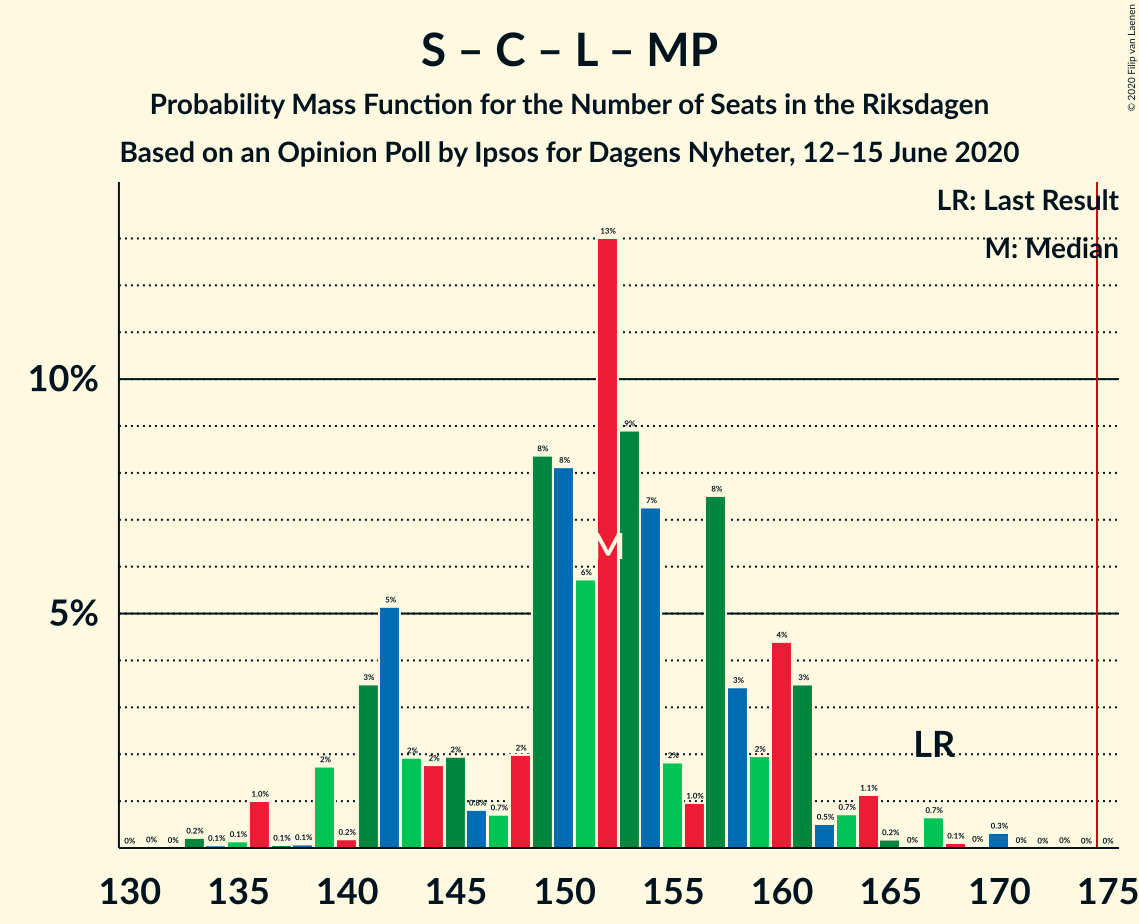 S – C – L – MP
Probability Mass Function for the Number of Seats in the Riksdagen
Based on an Opinion Poll by Ipsos for Dagens Nyheter, 12–15 June 2020
© 2020 Filip van Laenen
LR: Last Result
M: Median
10%
5%
0% 0% 0% 0.2% 0.1% 0.1% 1.0% 0.1% 0.1% 2% 0.2% 3% 5% 2% 2% 2% 0.8% 0.7% 2% 8% 8% 6% 13% 9% 7% 2% 1.0% 8% 3% 2% 4% 3% 0.5% 0.7% 1.1% 0.2% 0% 0.7% 0.1% 0% 0.3% 0% 0% 0% 0% 0%
M
LR
130 135 140 145 150 155 160 165 170 175